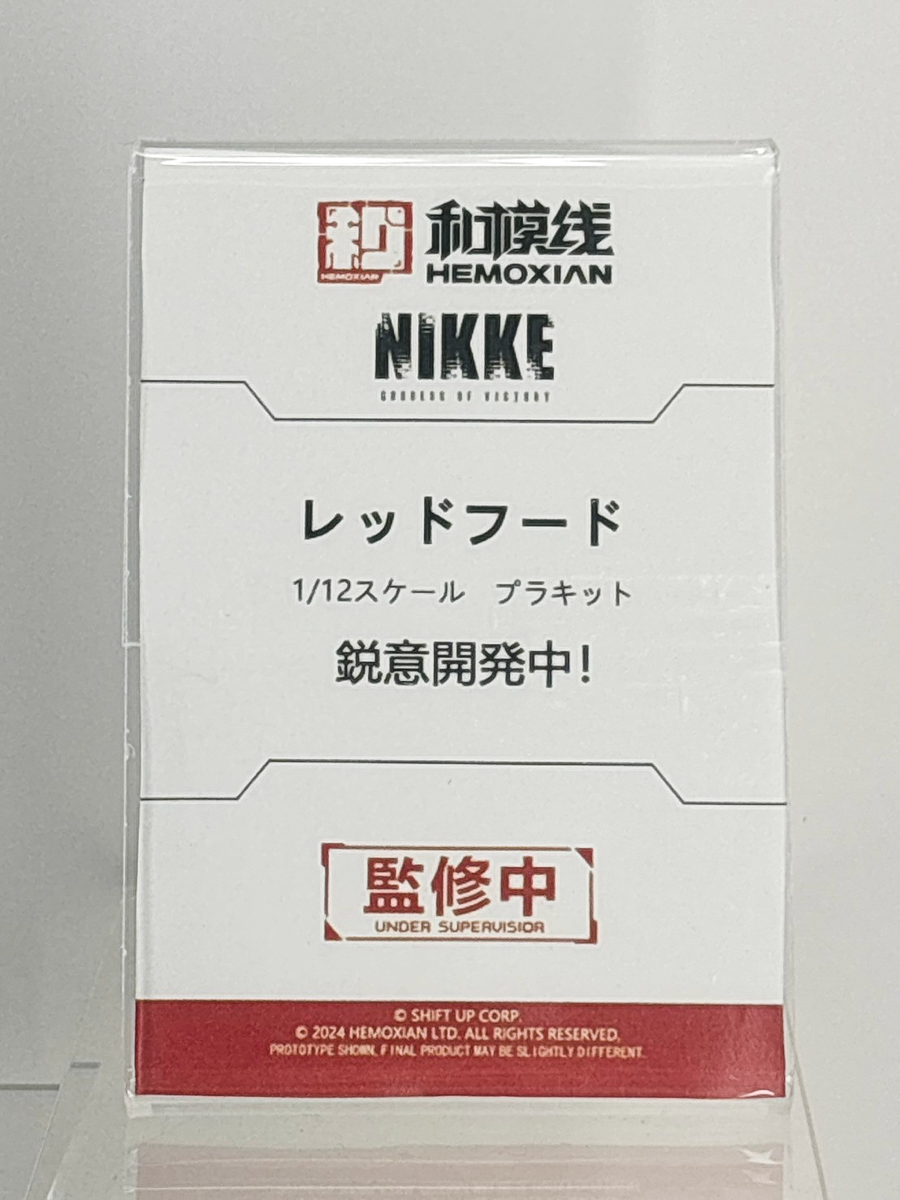 和模线
HEMOXIAN
HEMOXIAN
NIKKE
GODDESS OF VICTORY
レッドフード
1/12スケール　プラキット
鋭意開発中!
監修中
UNDER SUPERVISIOR
© SHIFT UP CORP.
© 2024 HEMOXIAN LTD. ALL RIGHTS RESERVED.
PROTOTYPE SHOWN. FINAL PRODUCT MAY BE SLIGHTLY DIFFERENT.